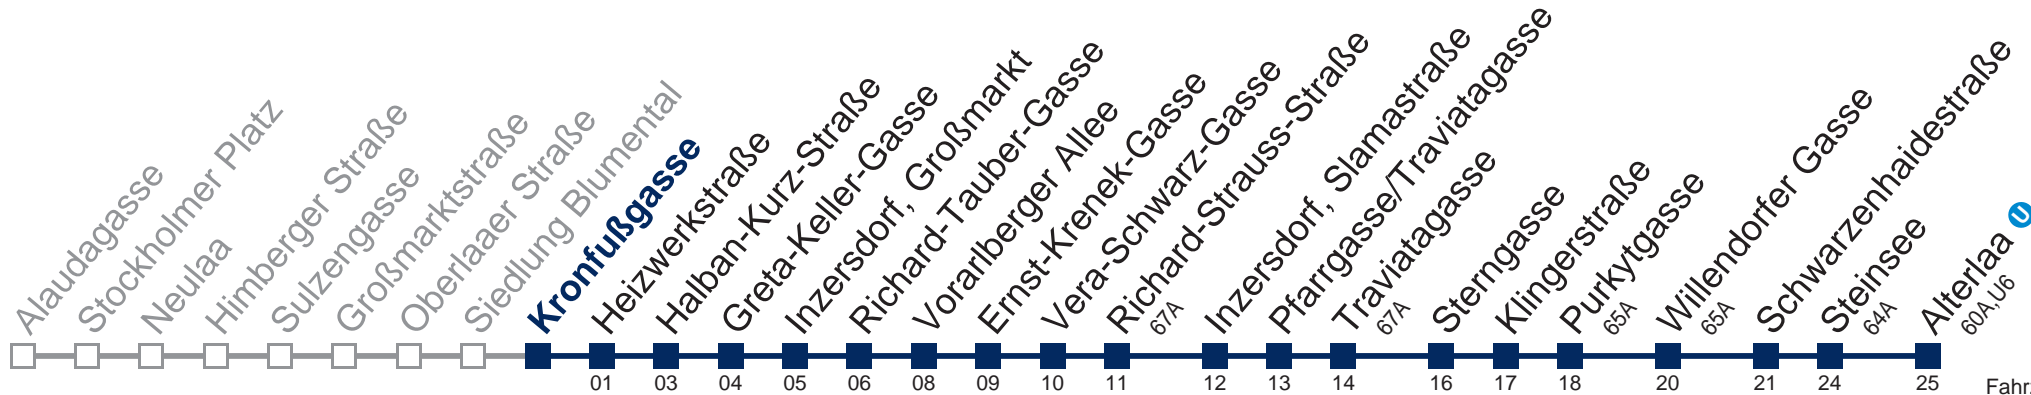 Alaudagasse
Stockholmer Platz
Neulaa
Himberger Straße
Sulzengasse
Großmarktstraße
Oberlaaer Straße
Siedlung Blumental
Kronfußgasse
Heizwerkstraße
Halban-Kurz-Straße
Greta-Keller-Gasse
Inzersdorf, Großmarkt
Richard-Tauber-Gasse
Vorarlberger Allee
Ernst-Krenek-Gasse
Vera-Schwarz-Gasse
Richard-Strauss-Straße
67A
Inzersdorf, Slamastraße
Pfarrgasse/Traviatagasse
Traviatagasse
67A
Sterngasse
Klingerstraße
Purkytgasse
65A
Willendorfer Gasse
65A
Schwarzenhaidestraße
Steinsee
64A
Alterlaa U
60A, U6
01 03 04 05 06 08 09 10 11 12 13 14 16 17 18 20 21 24 25 Fahr